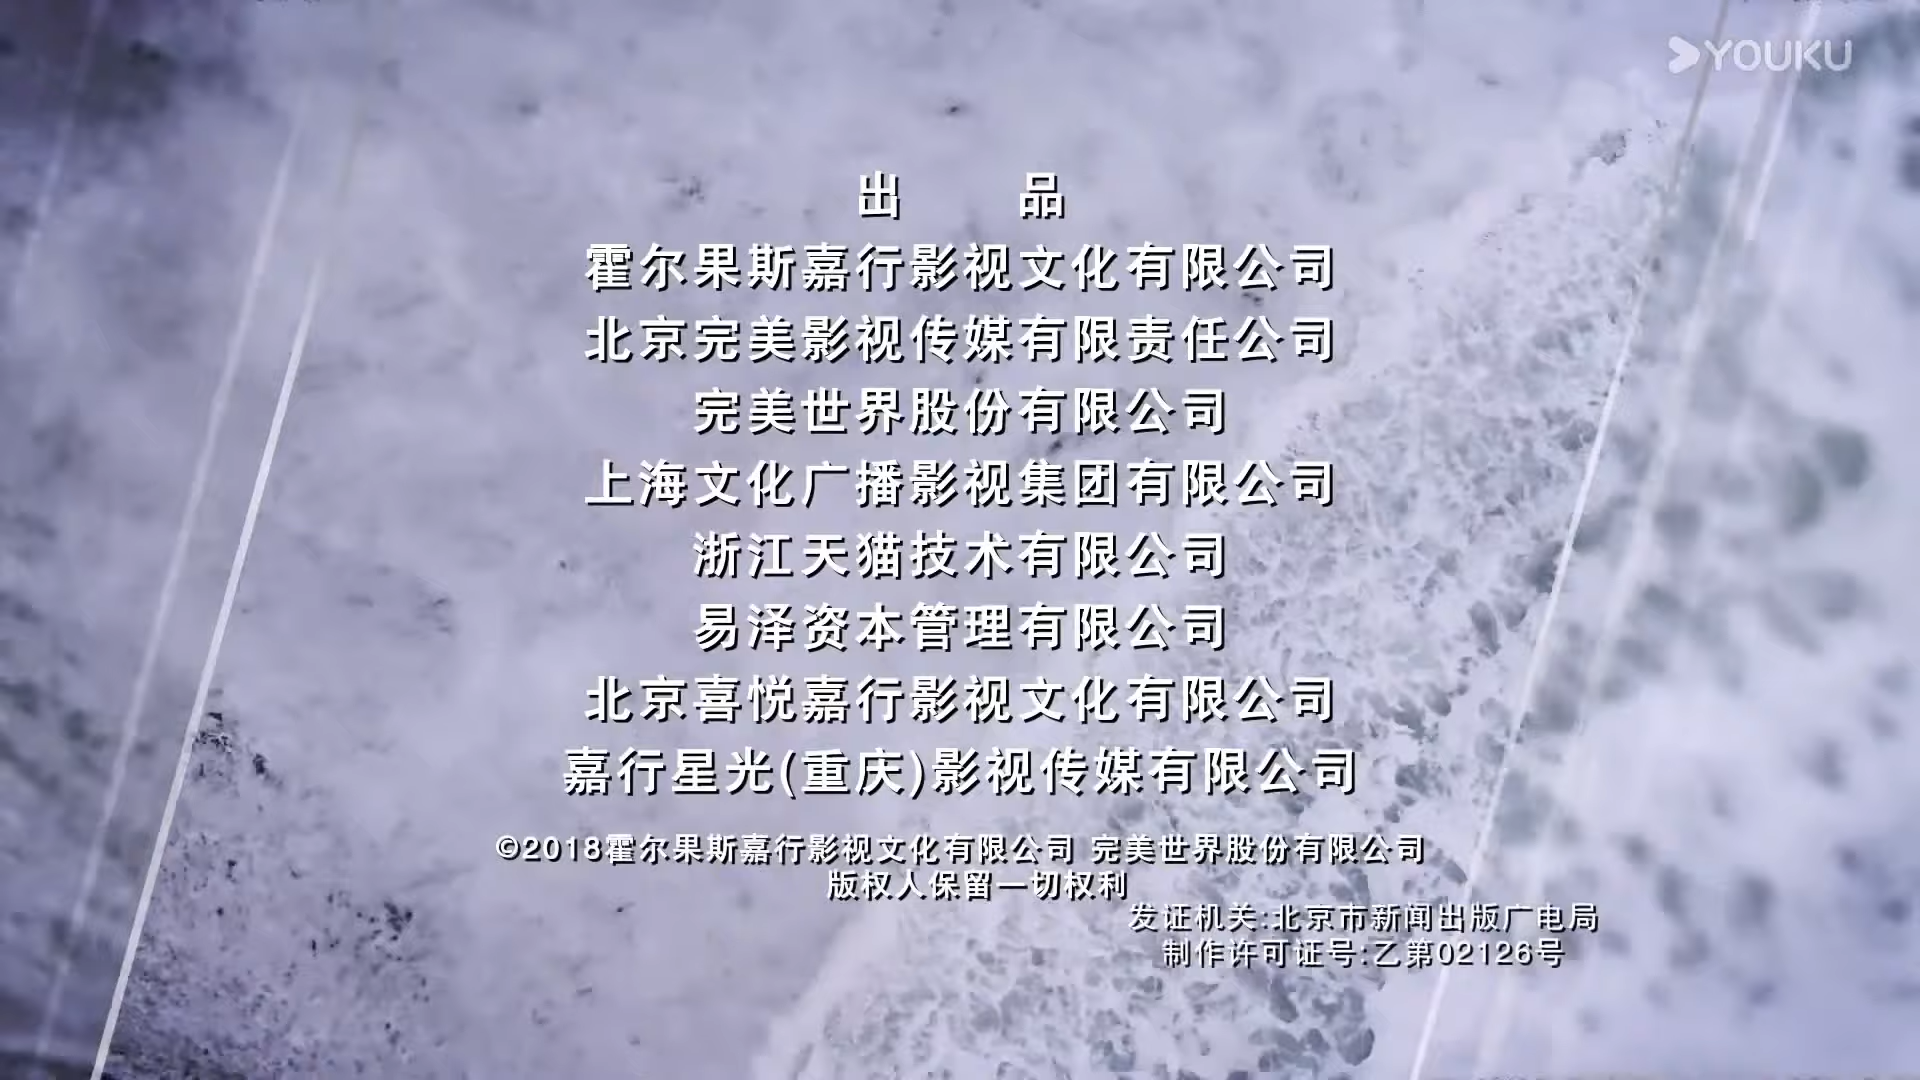 YOUKU
出 品
霍尔果斯嘉行影视文化有限公司
北京完美影视传媒有限责任公司
完美世界股份有限公司
上海文化广播影视集团有限公司
浙江天猫技术有限公司
易泽资本管理有限公司
北京喜悦嘉行影视文化有限公司
嘉行星光(重庆)影视传媒有限公司
©2018霍尔果斯嘉行影视文化有限公司 完美世界股份有限公司
版权人保留一切权利
发证机关:北京市新闻出版广电局
制作许可证号:乙第02126号